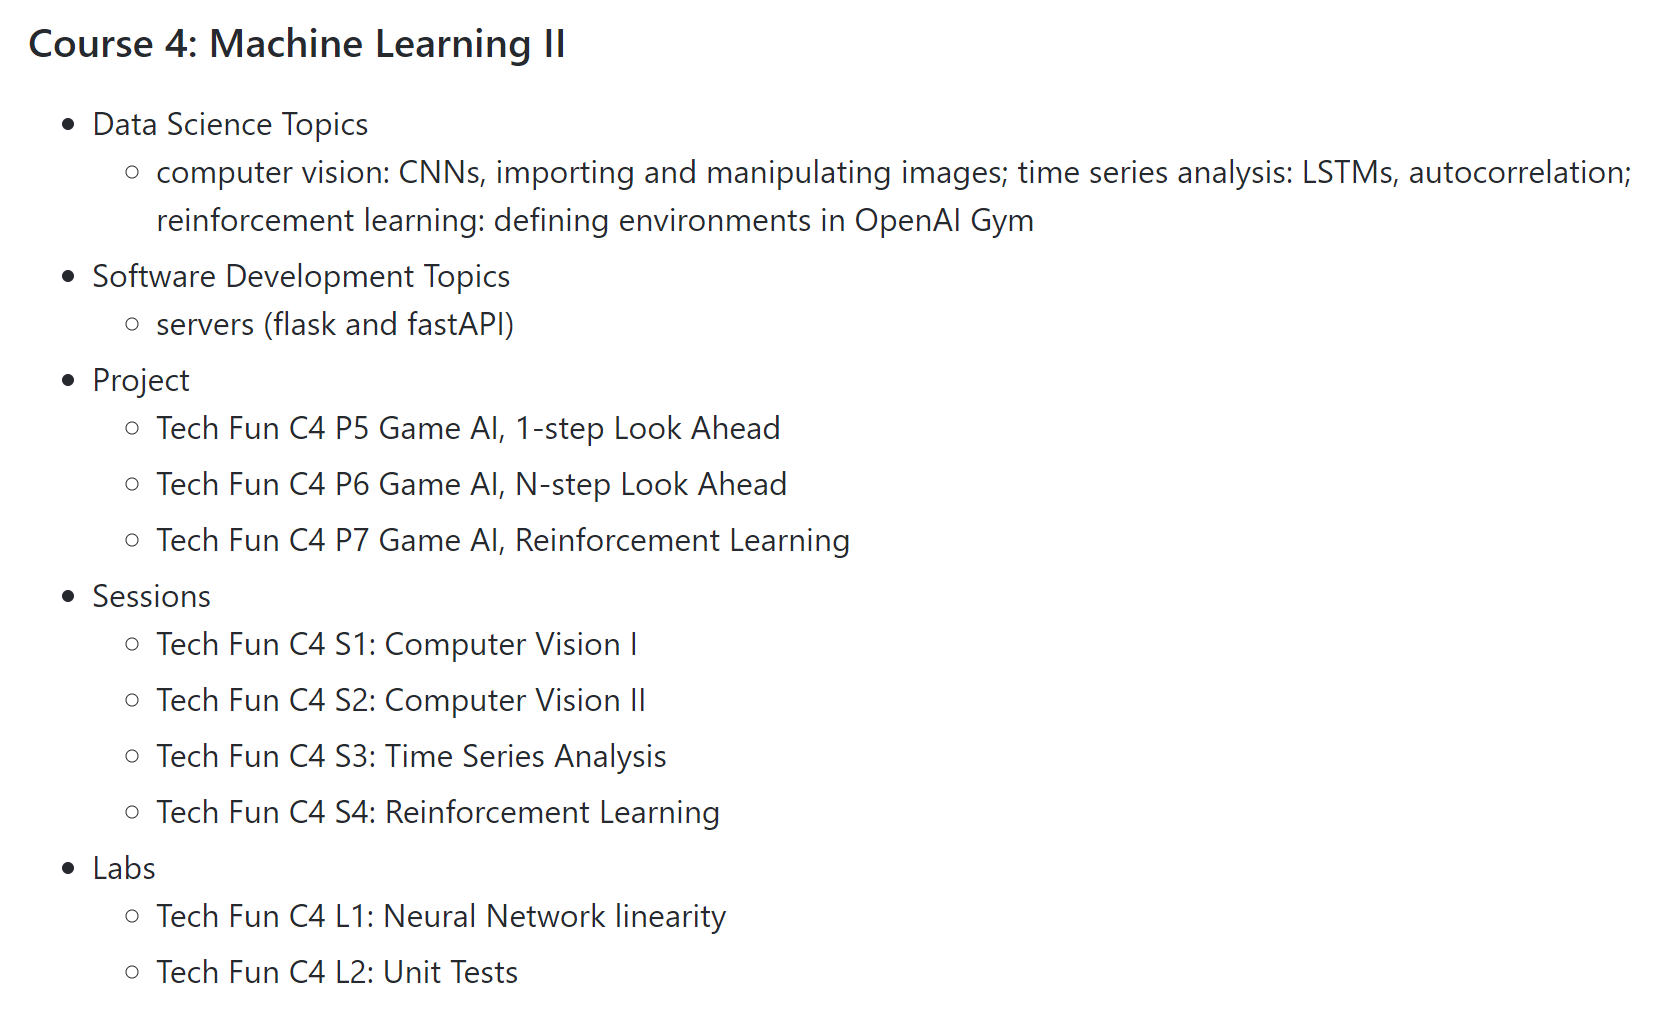 Course 4: Machine Learning II
Data Science Topics
computer vision: CNNs, importing and manipulating images; time series analysis: LSTMs, autocorrelation;
reinforcement learning: defining environments in OpenAI Gym
Software Development Topics
servers (flask and fastAPI)
Project
Tech Fun C4 P5 Game AI, 1-step Look Ahead
Tech Fun C4 P6 Game AI, N-step Look Ahead
Tech Fun C4 P7 Game AI, Reinforcement Learning
Sessions
Tech Fun C4 S1: Computer Vision I
Tech Fun C4 S2: Computer Vision II
Tech Fun C4 S3: Time Series Analysis
Tech Fun C4 S4: Reinforcement Learning
Labs
Tech Fun C4 L1: Neural Network linearity
Tech Fun C4 L2: Unit Tests